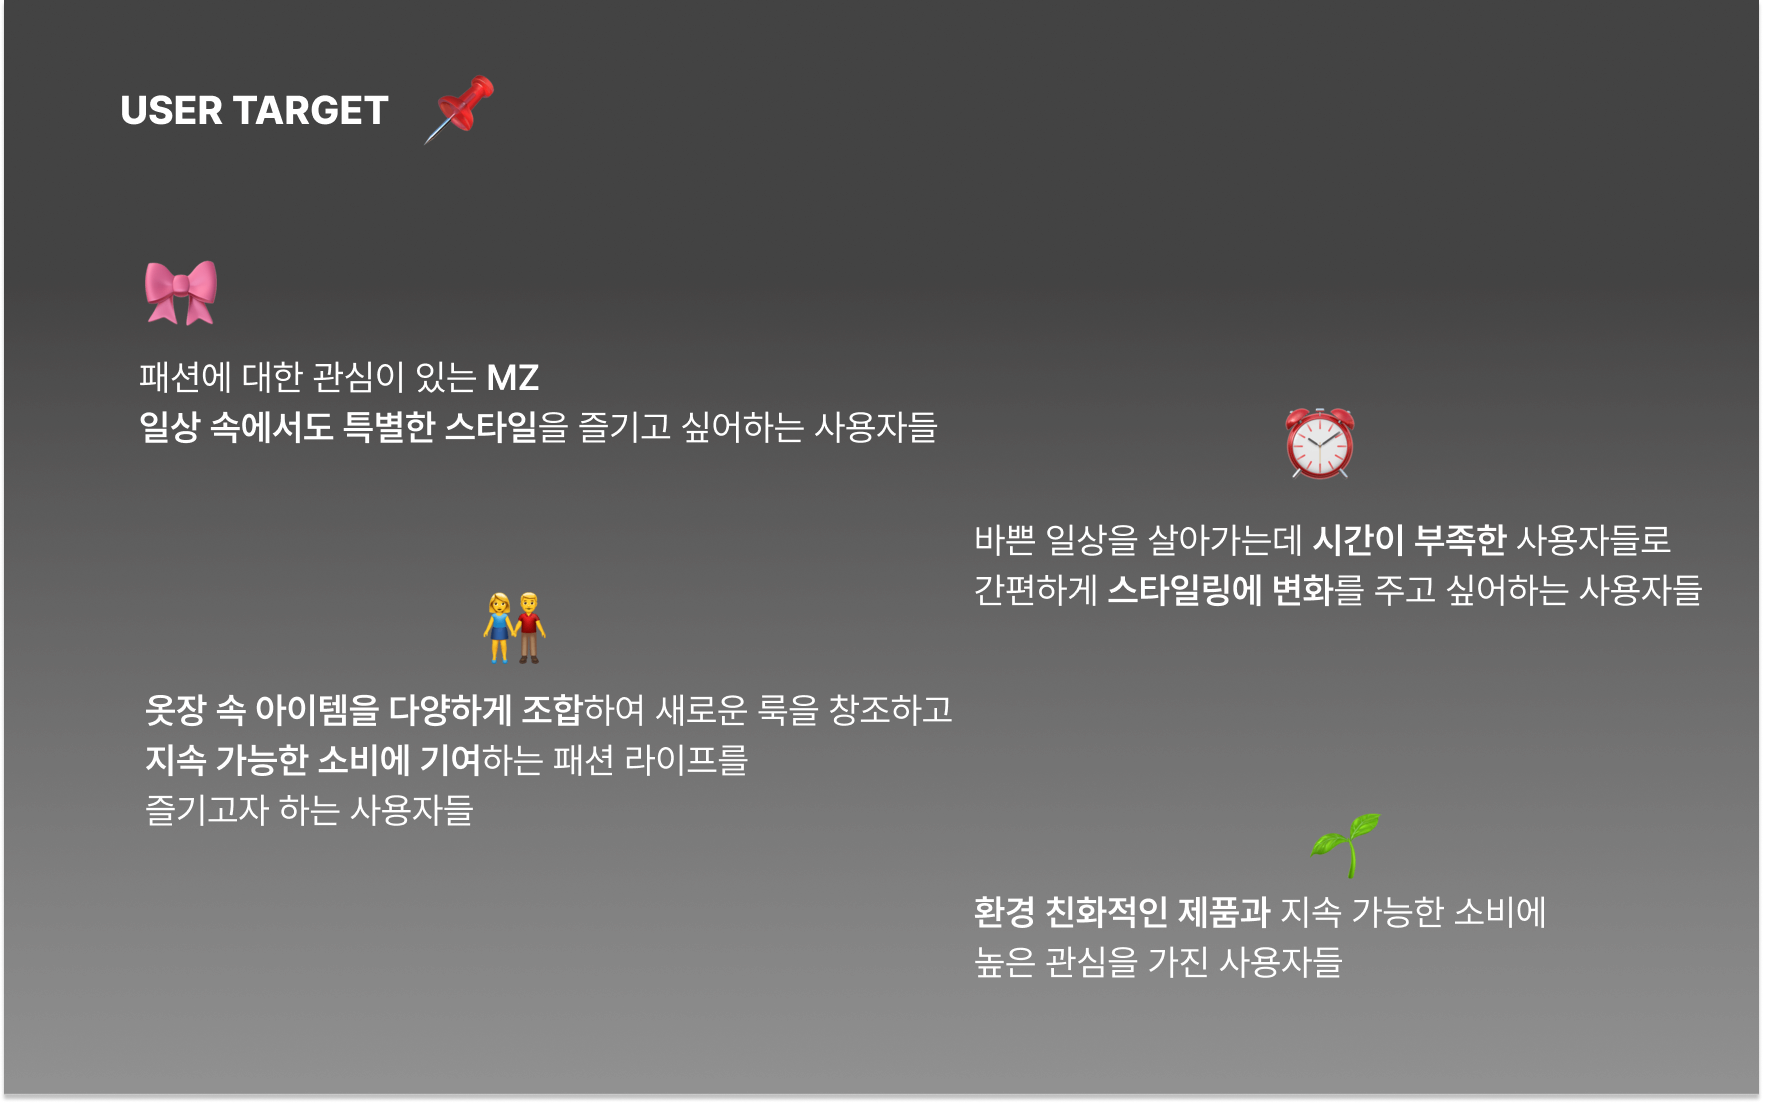 USER TARGET
패션에 대한 관심이 있는 MZ
일상 속에서도 특별한 스타일을 즐기고 싶어하는 사용자들
바쁜 일상을 살아가는데 시간이 부족한 사용자들로
간편하게 스타일링에 변화를 주고 싶어하는 사용자들
옷장 속 아이템을 다양하게 조합하여 새로운 룩을 창조하고
지속 가능한 소비에 기여하는 패션 라이프를
즐기고자 하는 사용자들
환경 친화적인 제품과 지속 가능한 소비에
높은 관심을 가진 사용자들